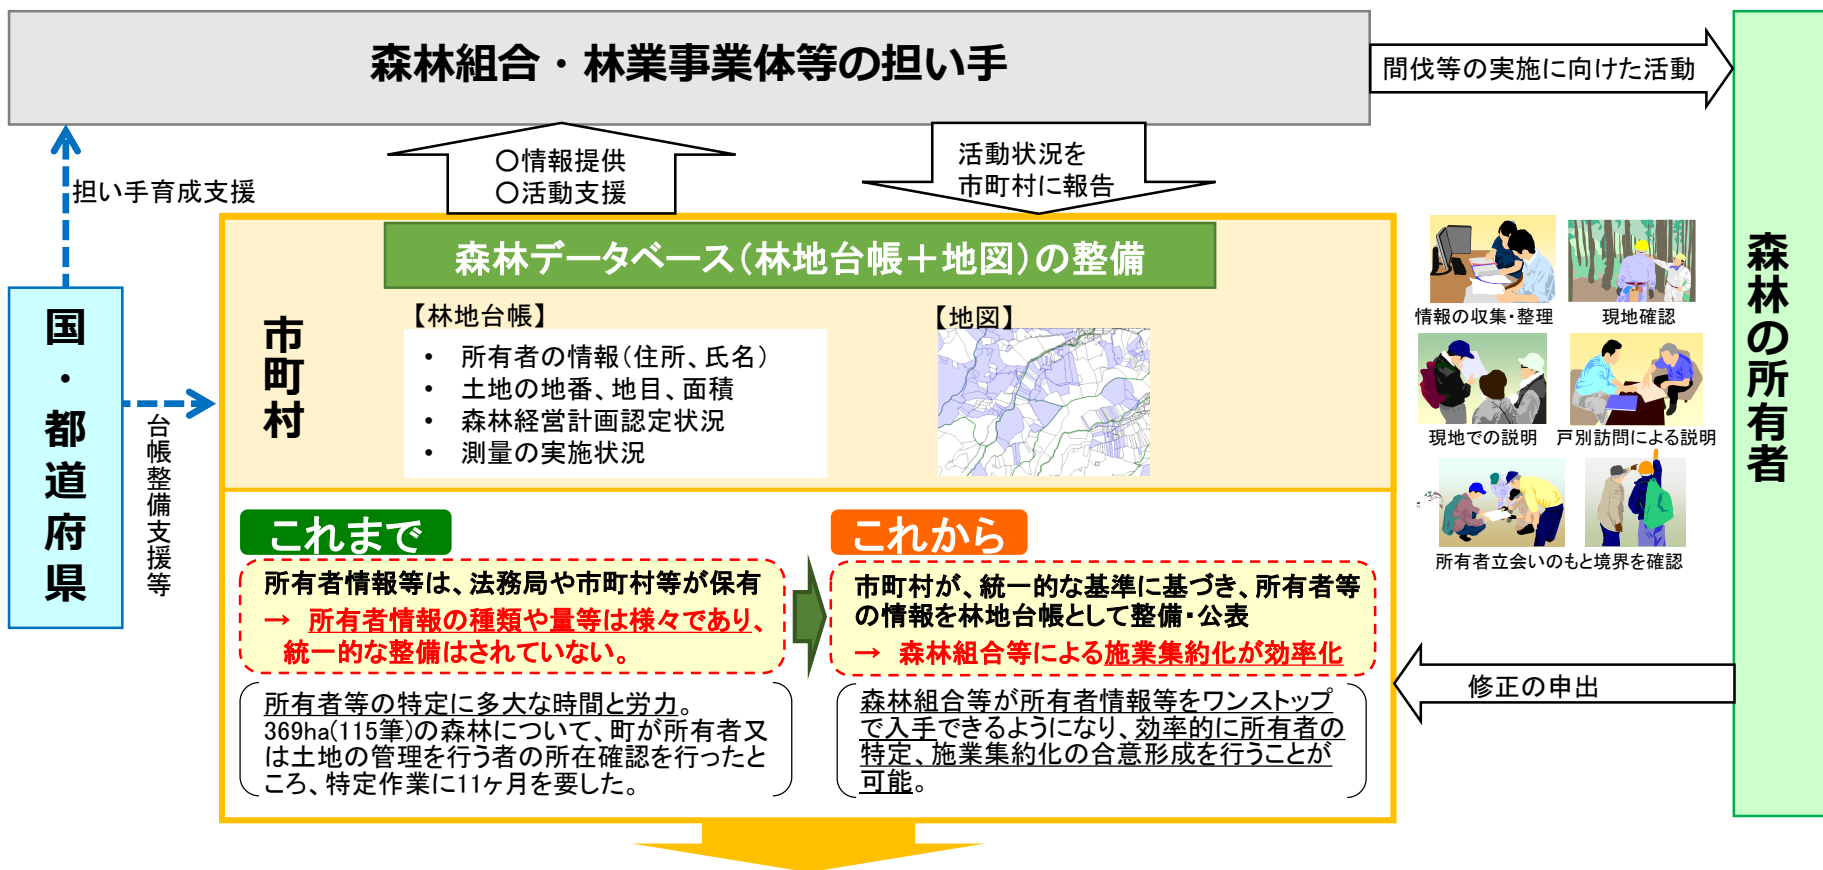 森林組合・林業事業体等の担い手
間伐等の実施に向けた活動
〇情報提供
〇活動支援
活動状況を
市町村に報告
担い手育成支援
国・都道府県
台帳整備支援等
市町村
森林データベース(林地台帳＋地図)の整備
【林地台帳】
• 所有者の情報(住所、氏名)
• 土地の地番、地目、面積
• 森林経営計画認定状況
• 測量の実施状況
【地図】
情報の収集・整理
現地確認
現地での説明
戸別訪問による説明
所有者立会いのもと境界を確認
森林の所有者
これまで
所有者情報等は、法務局や市町村等が保有
→ 所有者情報の種類や量等は様々であり、
統一的な整備はされていない。
所有者等の特定に多大な時間と労力。
369ha(115筆)の森林について、町が所有者又
は土地の管理を行う者の所在確認を行ったと
ころ、特定作業に11ヶ月を要した。
これから
市町村が、統一的な基準に基づき、所有者等
の情報を林地台帳として整備・公表
→ 森林組合等による施業集約化が効率化
森林組合等が所有者情報等をワンストップ
で入手できるようになり、効率的に所有者の
特定、施業集約化の合意形成を行うことが
可能。
修正の申出